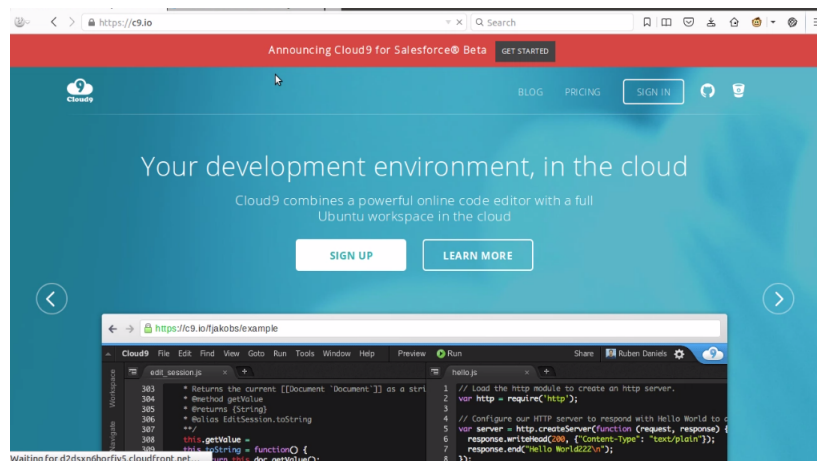 https://c9.io
Search
Announcing Cloud9 for Salesforce® Beta GET STARTED
9
Cloud9
BLOG PRICING SIGN IN
Your development environment, in the cloud
Cloud9 combines a powerful online code editor with a full
Ubuntu workspace in the cloud
SIGN UP LEARN MORE
https://c9.io/fjakobs/example
Cloud9 File Edit Find View Goto Run Tools Window Help Preview Run Share Ruben Daniels 9
Workspace
Navigate
edit_session.js × +
303 * Returns the current [[Document `Document`]] as a stri
304 * @method getValue
305 * @returns {String}
306 * @alias EditSession.toString
307 **/
308 this.getValue =
309 this.toString = function() {
return this.doc.getValue();
hello.js × +
1 // Load the http module to create an http server.
2 var http = require('http');
3
4 // Configure our HTTP server to respond with Hello World to
5 var server = http.createServer(function (request, response) {
6 response.writeHead(200, {"Content-Type": "text/plain"});
7 response.end("Hello World222\n");
8 });